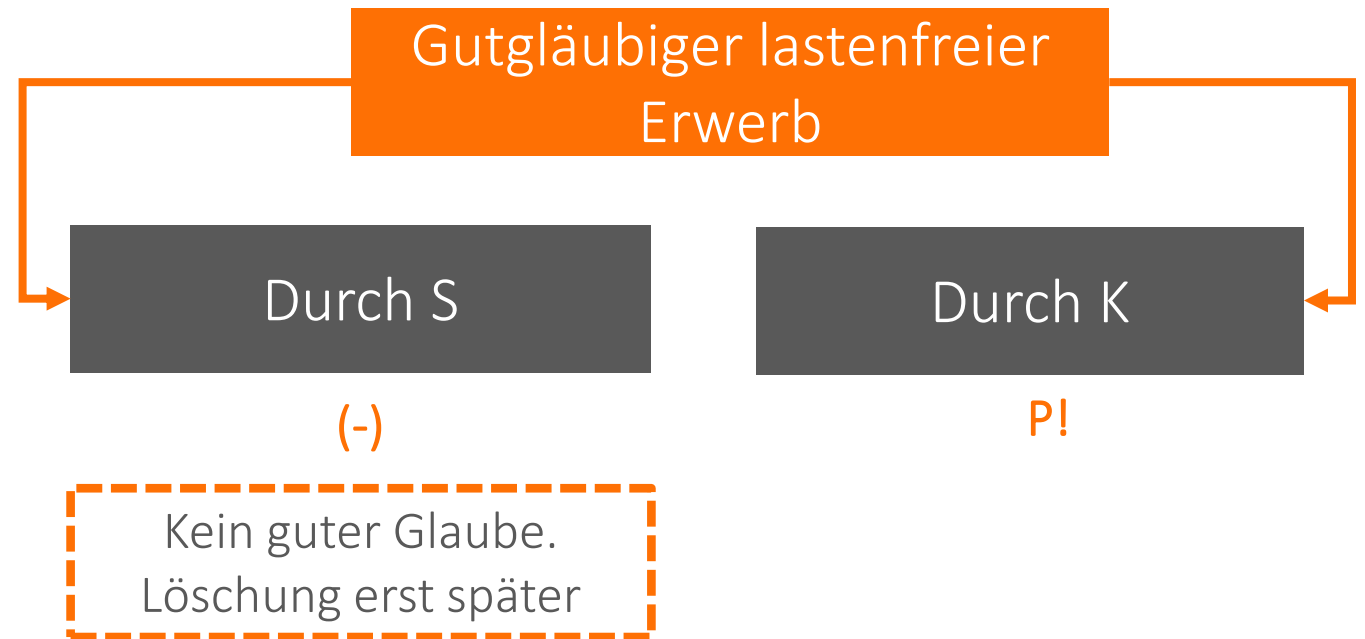 Gutgläubiger lastenfreier
Erwerb
Durch S
Durch K
(-)
P!
Kein guter Glaube.
Löschung erst später